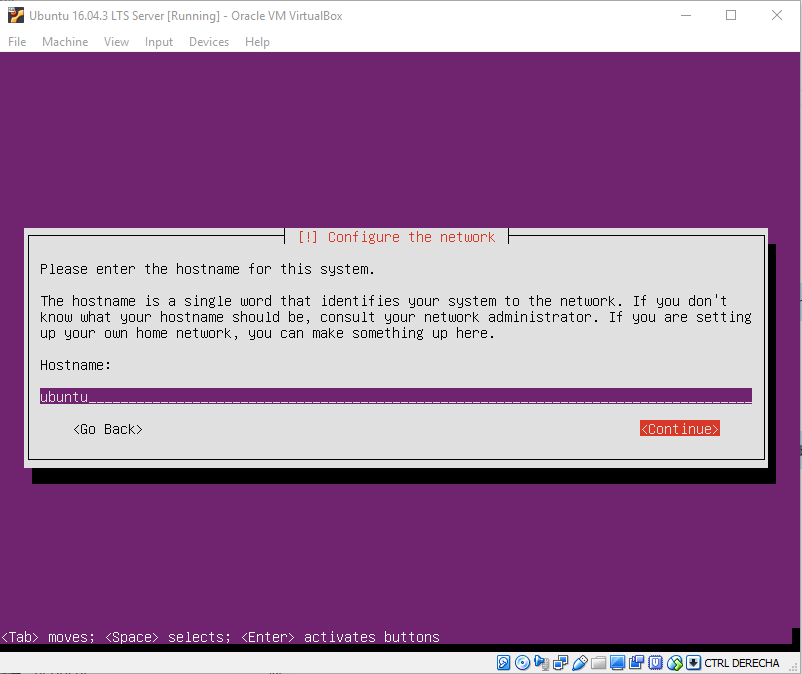 Ubuntu 16.04.3 LTS Server [Running] - Oracle VM VirtualBox
File Machine View Input Devices Help
[!] Configure the network
Please enter the hostname for this system.
The hostname is a single word that identifies your system to the network. If you don't
know what your hostname should be, consult your network administrator. If you are setting
up your own home network, you can make something up here.
Hostname:
ubuntu
<Go Back> <Continue>
<Tab> moves; <Space> selects; <Enter> activates buttons
CTRL DERECHA